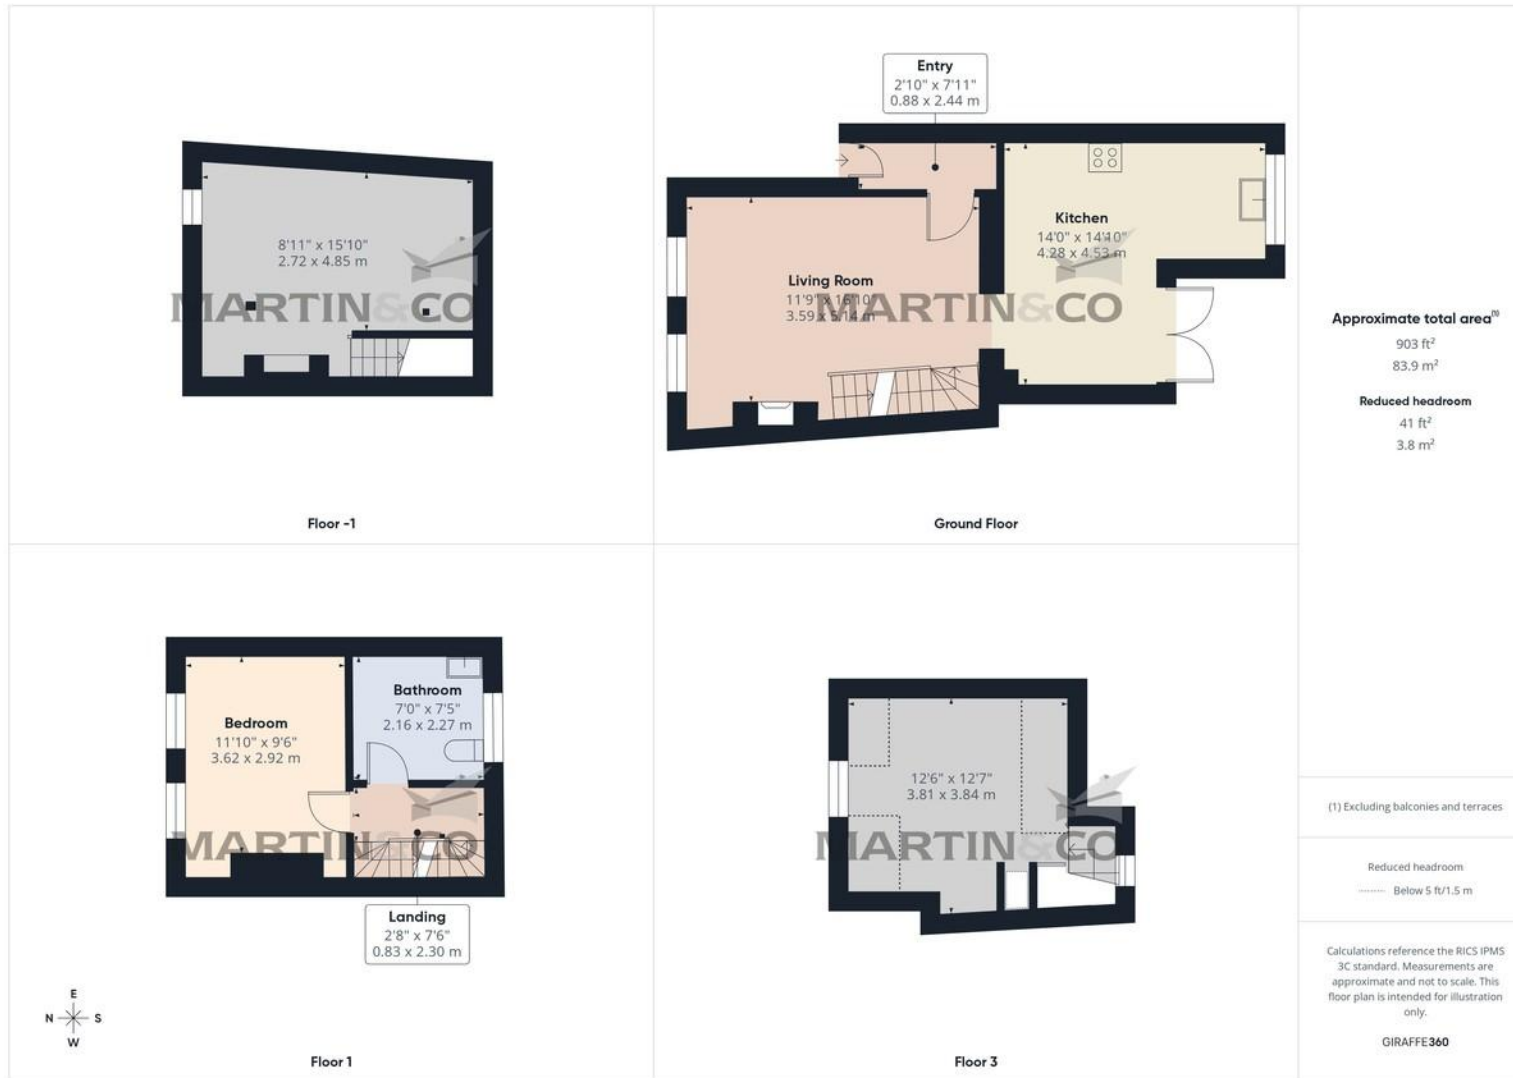 8'11" x 15'10"
2.72 x 4.85 m
MARTIN&CO
Floor -1
Entry
2'10" x 7'11"
0.88 x 2.44 m
Kitchen
14'0" x 14'10"
4.28 x 4.53 m
Living Room
11'9" x 16'10"
3.59 x 5.14 m
MARTIN&CO
Ground Floor
Bedroom
11'10" x 9'6"
3.62 x 2.92 m
Bathroom
7'0" x 7'5"
2.16 x 2.27 m
MARTIN&CO
Landing
2'8" x 7'6"
0.83 x 2.30 m
E
N S
W
Floor 1
12'6" x 12'7"
3.81 x 3.84 m
MARTIN&CO
Floor 3
Approximate total area(1)
903 ft²
83.9 m²
Reduced headroom
41 ft²
3.8 m²
(1) Excluding balconies and terraces
Reduced headroom
Below 5 ft/1.5 m
Calculations reference the RICS IPMS
3C standard. Measurements are
approximate and not to scale. This
floor plan is intended for illustration
only.
GIRAFFE360